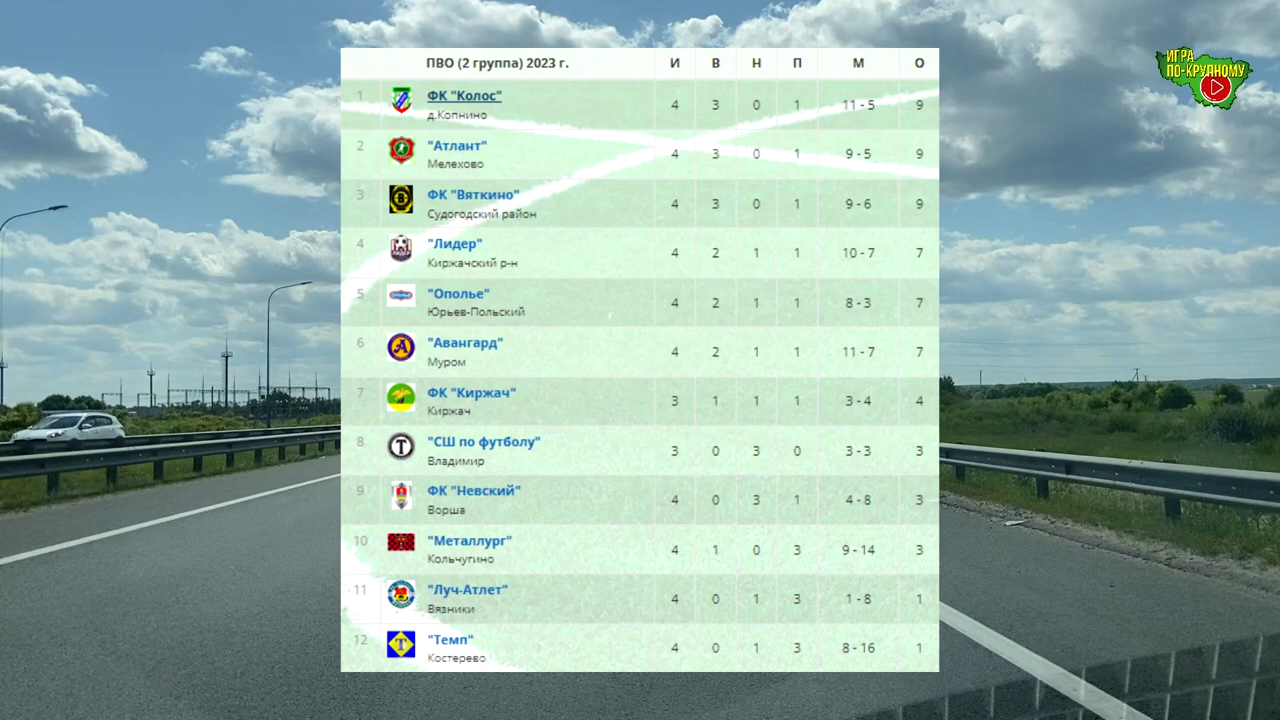 ИГРА
ПО-КРУПНОМУ
ПВО (2 группа) 2023 г. И В Н П М О
1 ФК "Колос" 4 3 0 1 11 - 5 9
д.Копнино
2 "Атлант" 4 3 0 1 9 - 5 9
Мелехово
3 ФК "Вяткино" 4 3 0 1 9 - 6 9
Судогодский район
4 "Лидер" 4 2 1 1 10 - 7 7
Киржачский р-н
5 "Ополье" 4 2 1 1 8 - 3 7
Юрьев-Польский
6 "Авангард" 4 2 1 1 11 - 7 7
Муром
7 ФК "Киржач" 3 1 1 1 3 - 4 4
Киржач
8 "СШ по футболу" 3 0 3 0 3 - 3 3
Владимир
9 ФК "Невский" 4 0 3 1 4 - 8 3
Ворша
10 "Металлург" 4 1 0 3 9 - 14 3
Кольчугино
11 "Луч-Атлет" 4 0 1 3 1 - 8 1
Вязники
12 "Темп" 4 0 1 3 8 - 16 1
Костерево